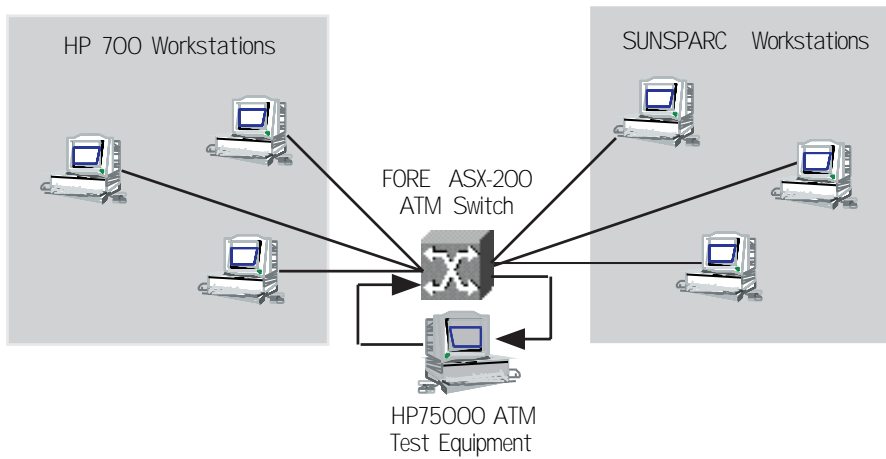 HP 700 Workstations
SUNSPARC Workstations
FORE ASX-200
ATM Switch
HP75000 ATM
Test Equipment